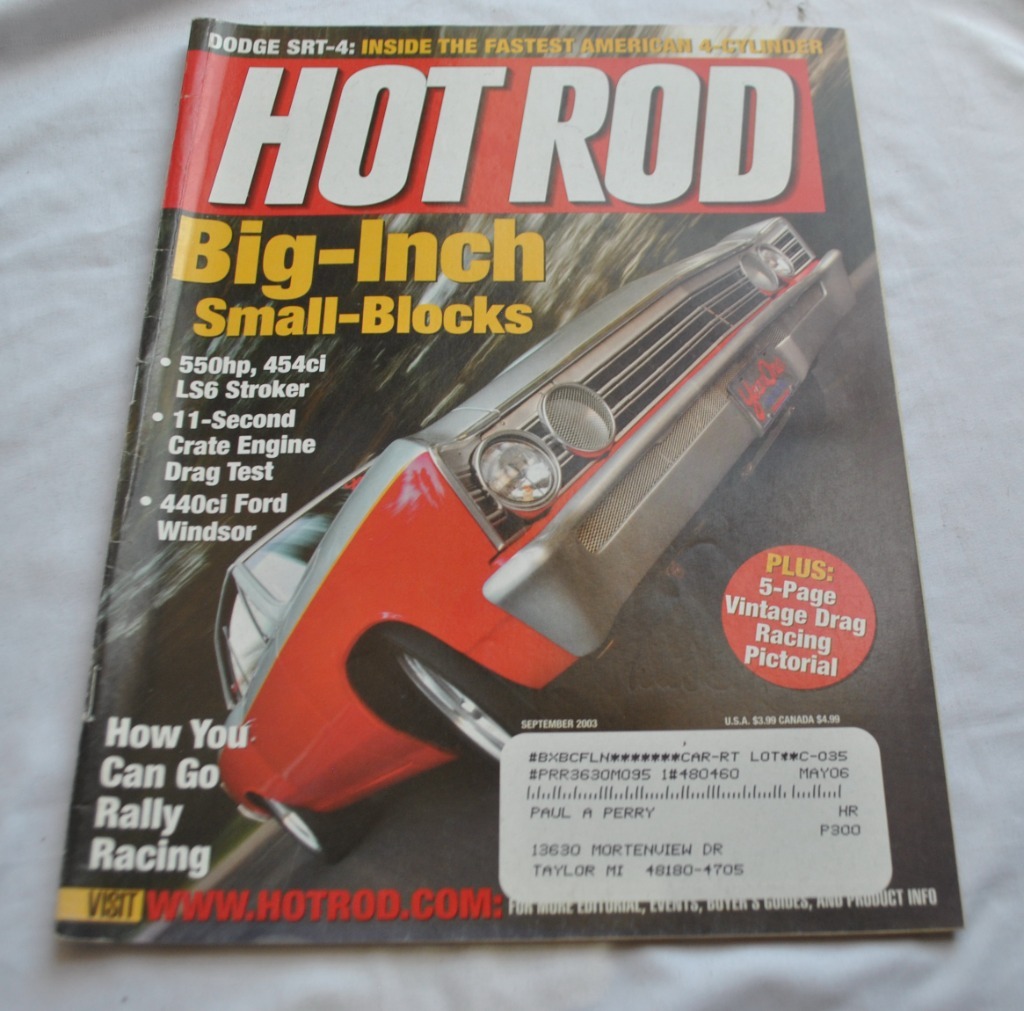 DODGE SRT-4: INSIDE THE FASTEST AMERICAN 4-CYLINDER
HOT ROD
Big-Inch
Small-Blocks
• 550hp, 454ci
LS6 Stroker
• 11-Second
Crate Engine
Drag Test
• 440ci Ford
Windsor
PLUS:
5-Page
Vintage Drag
Racing
Pictorial
How You
Can Go
Rally
Racing
SEPTEMBER 2003
U.S.A. $3.99 CANADA $4.99
#BXBCFLN*******CAR-RT LOT**C-035
#PRR3630M095 1#480460 MAY06
PAUL A PERRY HR
P300
13630 MORTENVIEW DR
TAYLOR MI 48180-4705
VISIT WWW.HOTROD.COM: FOR MORE EDITORIAL, EVENTS, BUYER'S GUIDES, AND PRODUCT INFO